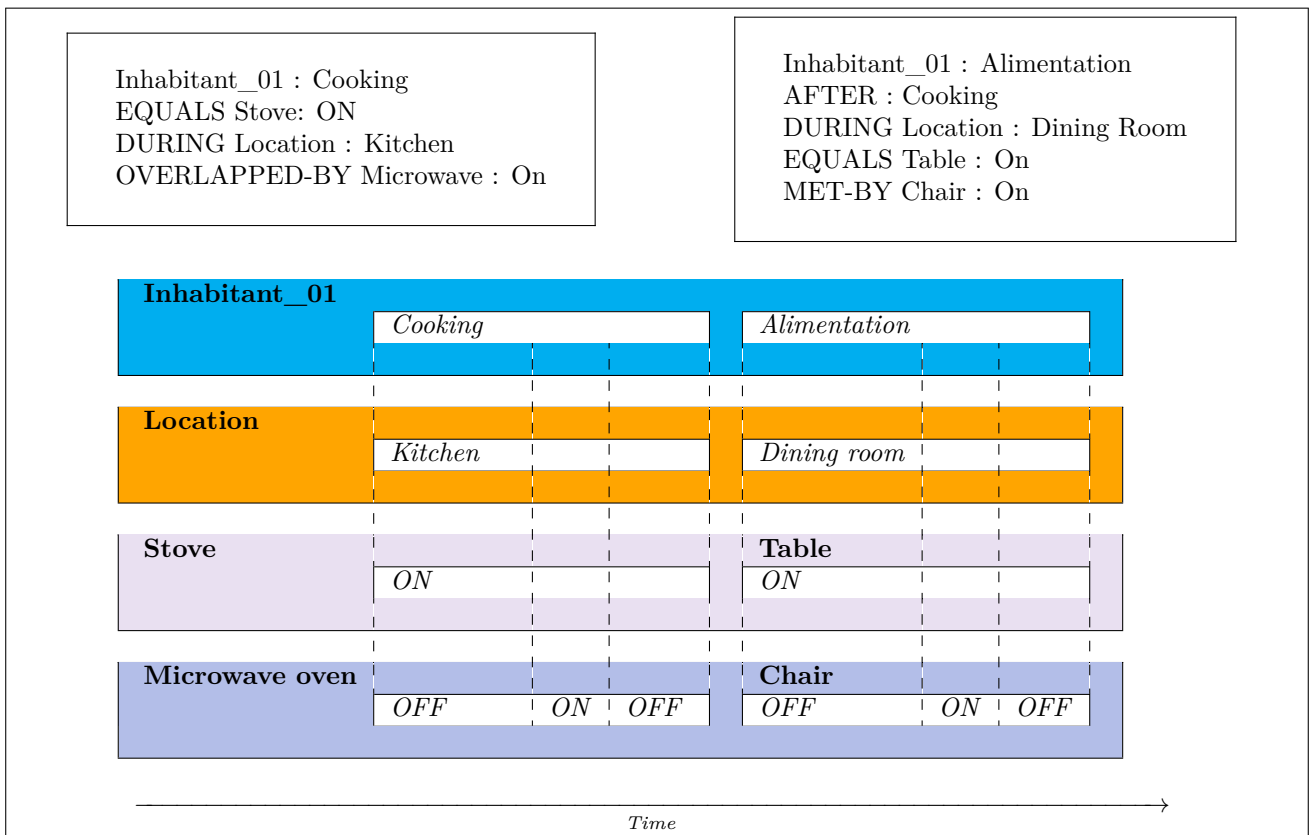 Inhabitant_01 : Cooking
EQUALS Stove: ON
DURING Location : Kitchen
OVERLAPPED-BY Microwave : On
Inhabitant_01 : Alimentation
AFTER : Cooking
DURING Location : Dining Room
EQUALS Table : On
MET-BY Chair : On
Inhabitant_01
Cooking Alimentation
Location
Kitchen Dining room
Stove Table
ON ON
Microwave oven Chair
OFF ON OFF OFF ON OFF
Time